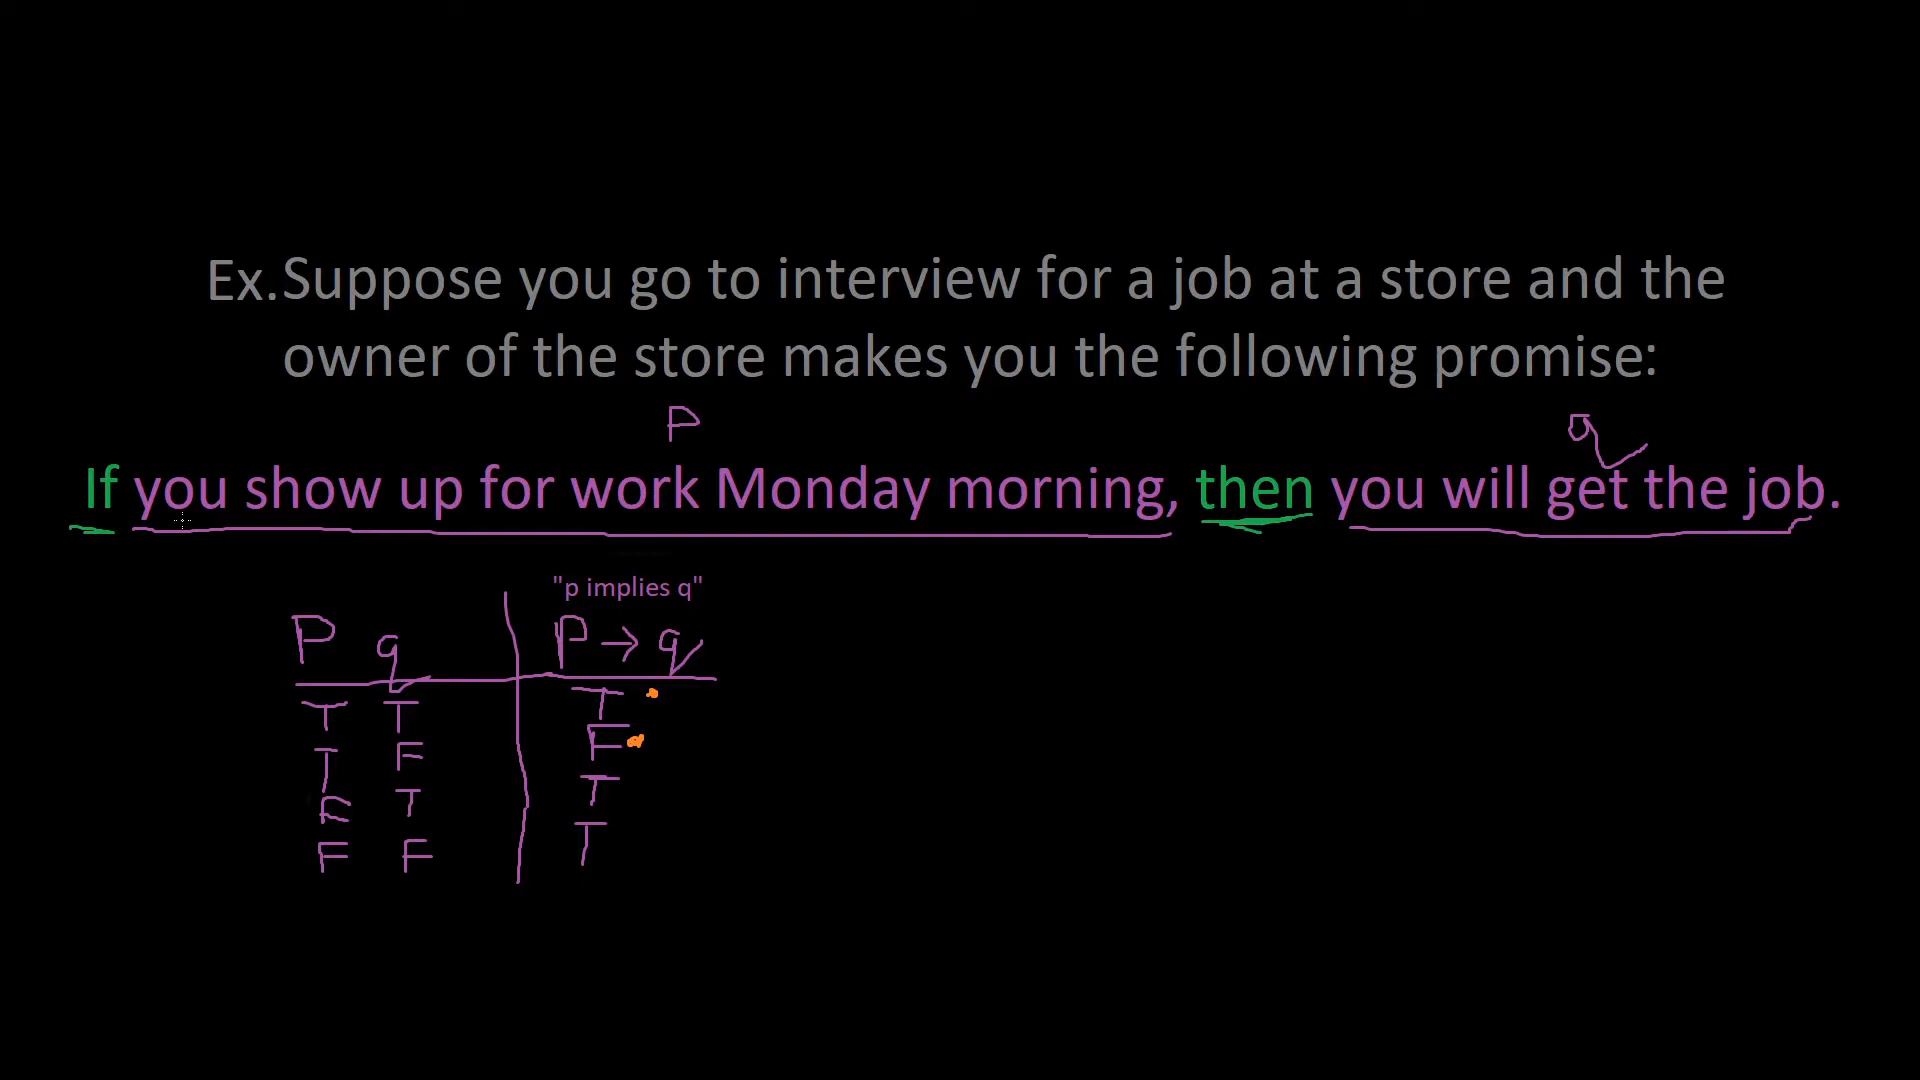 Ex. Suppose you go to interview for a job at a store and the
owner of the store makes you the following promise:
P q
If you show up for work Monday morning, then you will get the job.
"p implies q"
P q P → q
T T T
T F F
F T T
F F T